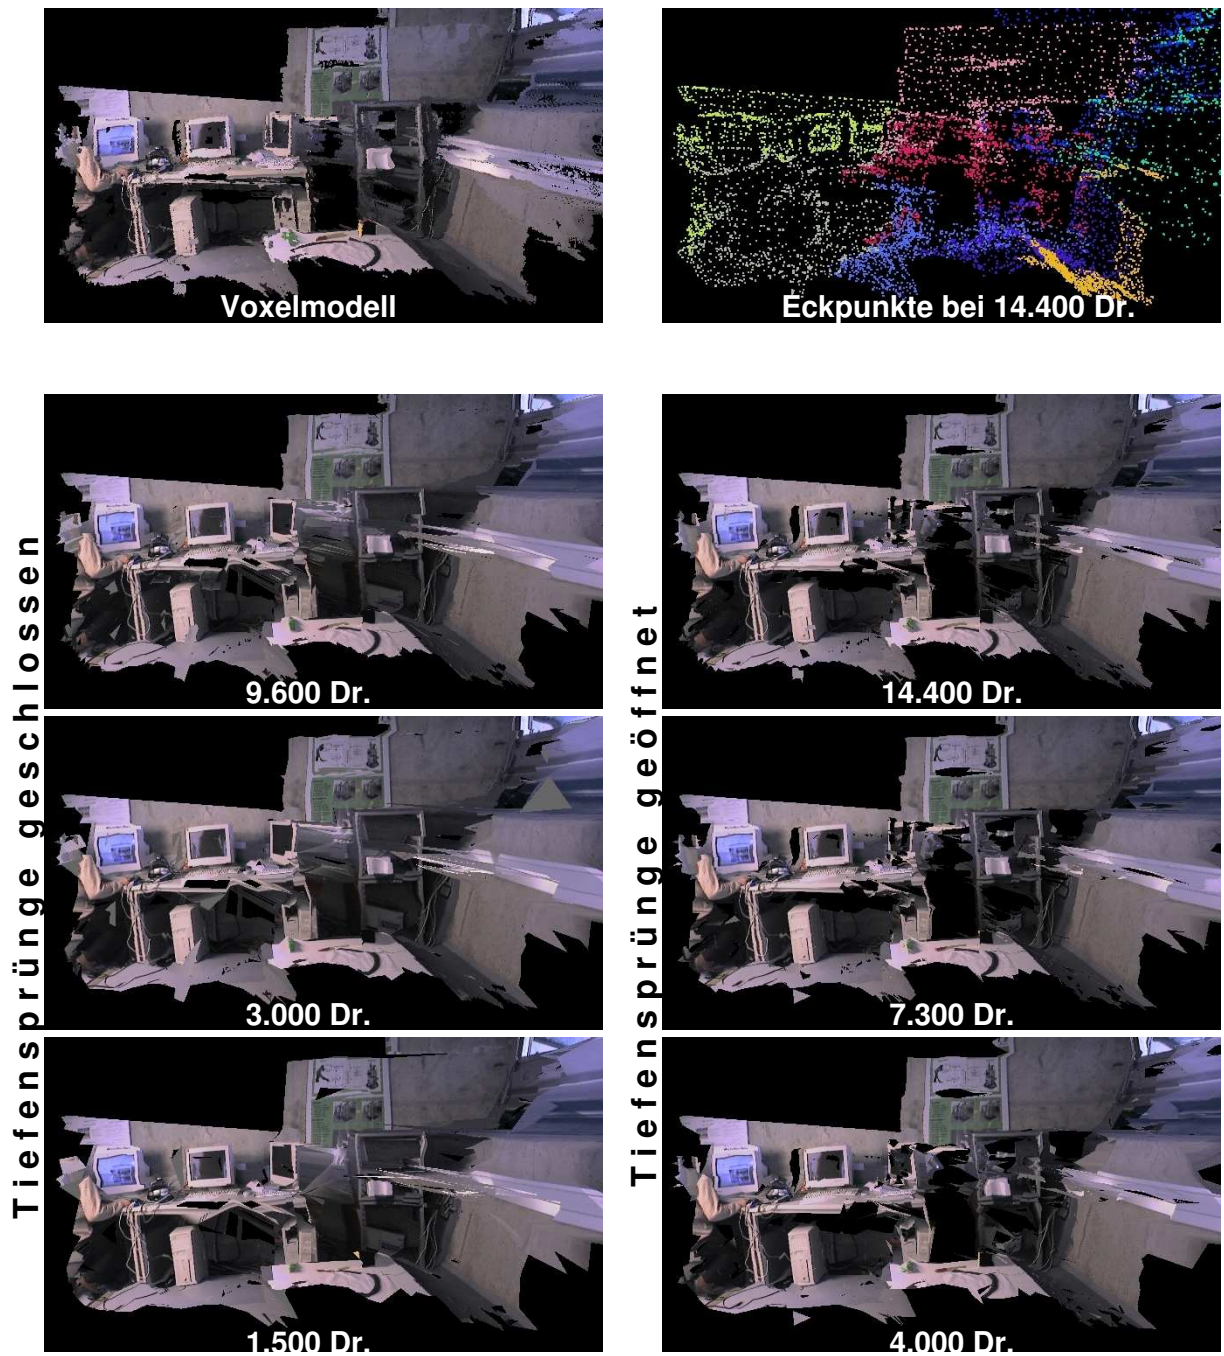 Voxelmodell
Eckpunkte bei 14.400 Dr.
Tiefensprünge geschlossen
9.600 Dr.
3.000 Dr.
1.500 Dr.
Tiefensprünge geöffnet
14.400 Dr.
7.300 Dr.
4.000 Dr.